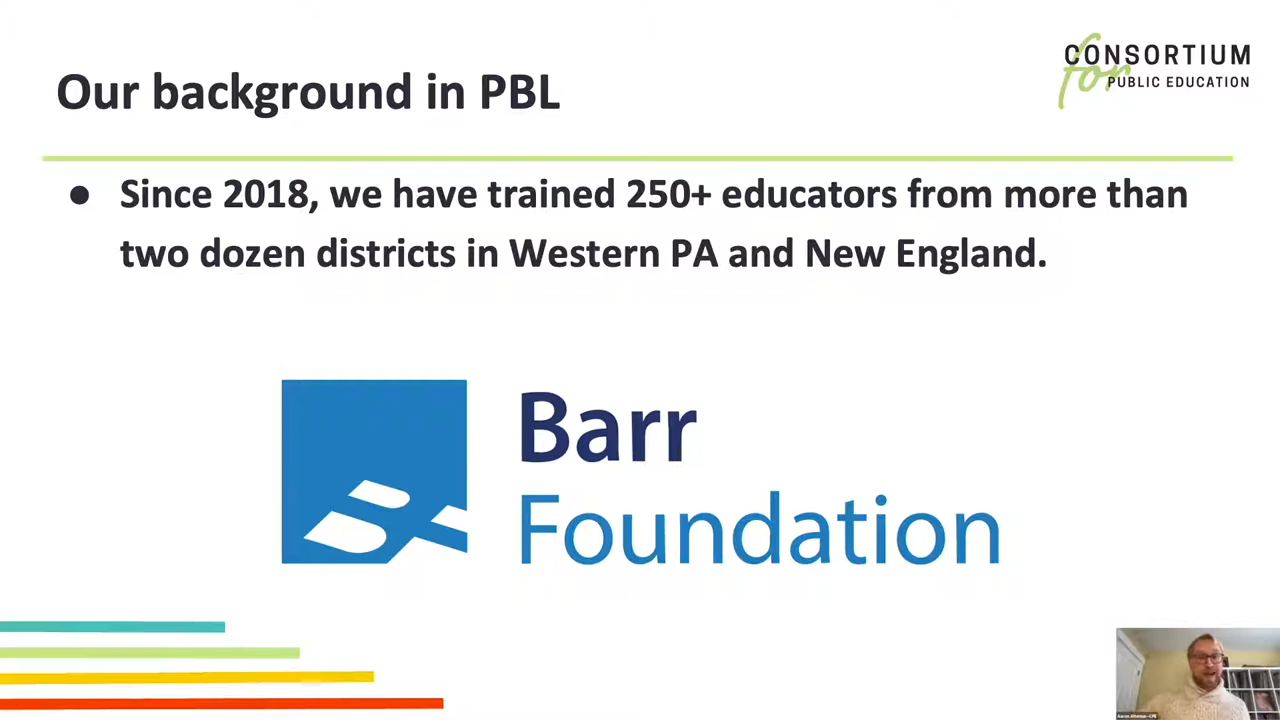 CONSORTIUM
for PUBLIC EDUCATION
Our background in PBL
● Since 2018, we have trained 250+ educators from more than
two dozen districts in Western PA and New England.
Barr
Foundation